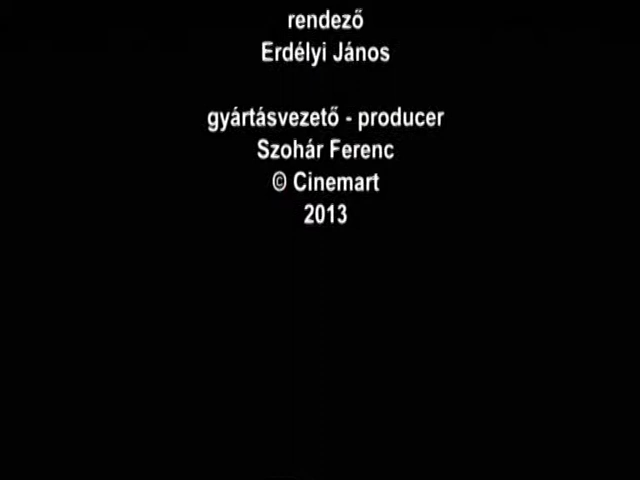 rendező
Erdélyi János
gyártásvezető - producer
Szohár Ferenc
© Cinemart
2013